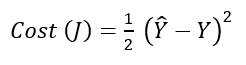 Cost (J) = 1/2 (Ŷ − Y)²